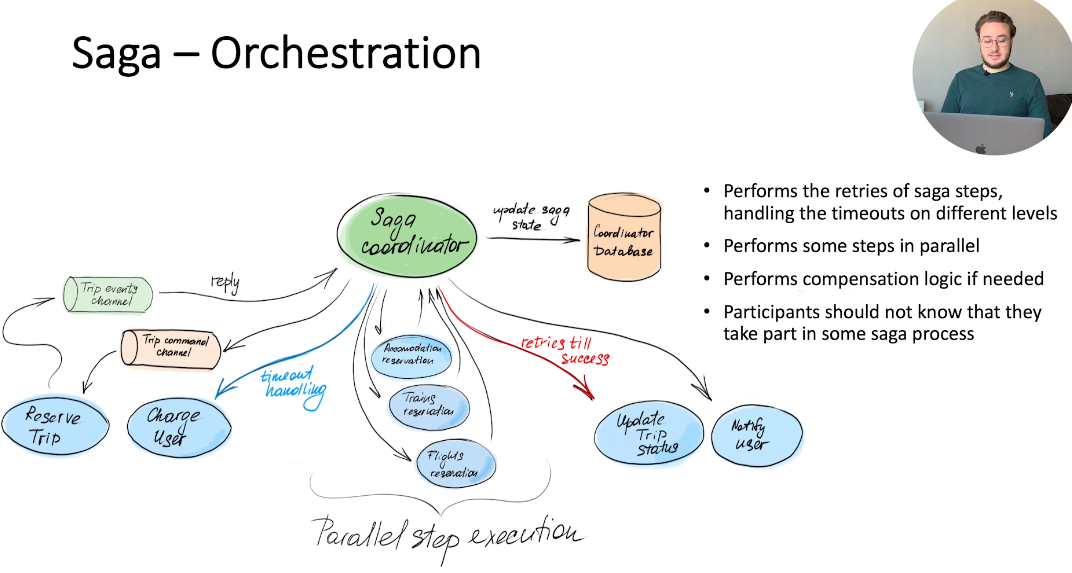 Saga – Orchestration
Saga
coordinator
update saga
state
Coordinator
Database
Trip events
channel
reply
Trip command
channel
timeout
handling
Accomodation
reservation
Trains
reservation
Flights
reservation
retries till
success
Reserve
Trip
Charge
User
Update
Trip
Status
Notify
user
Parallel step execution
• Performs the retries of saga steps,
handling the timeouts on different levels
• Performs some steps in parallel
• Performs compensation logic if needed
• Participants should not know that they
take part in some saga process